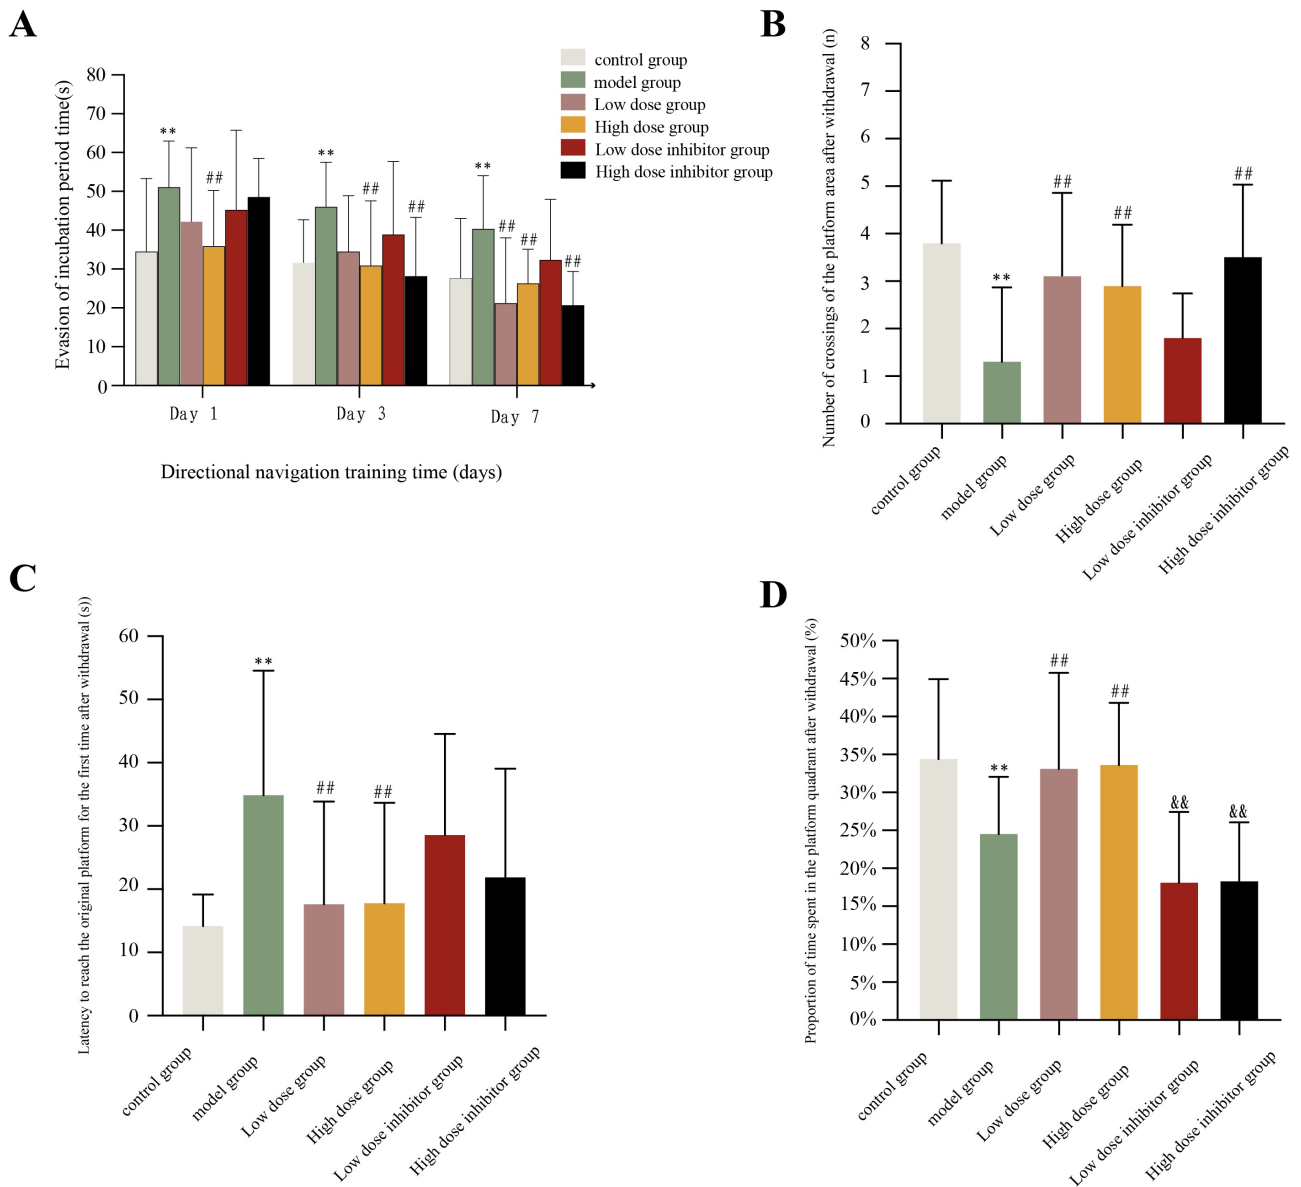 A
Evasion of incubation period time(s)
80
70
60
50
40
30
20
10
0
**
##
**
##
##
**
##
##
##
Day 1
Day 3
Day 7
Directional navigation training time (days)
control group
model group
Low dose group
High dose group
Low dose inhibitor group
High dose inhibitor group
B
Number of crossings of the platform area after withdrawal (n)
8
7
6
5
4
3
2
1
0
**
##
##
##
control group
model group
Low dose group
High dose group
Low dose inhibitor group
High dose inhibitor group
C
Latency to reach the original platform for the first time after withdrawal (s))
60
50
40
30
20
10
0
**
##
##
control group
model group
Low dose group
High dose group
Low dose inhibitor group
High dose inhibitor group
D
Proportion of time spent in the platform quadrant after withdrawal (%)
50%
45%
40%
35%
30%
25%
20%
15%
10%
5%
0%
**
##
##
&&
&&
control group
model group
Low dose group
High dose group
Low dose inhibitor group
High dose inhibitor group